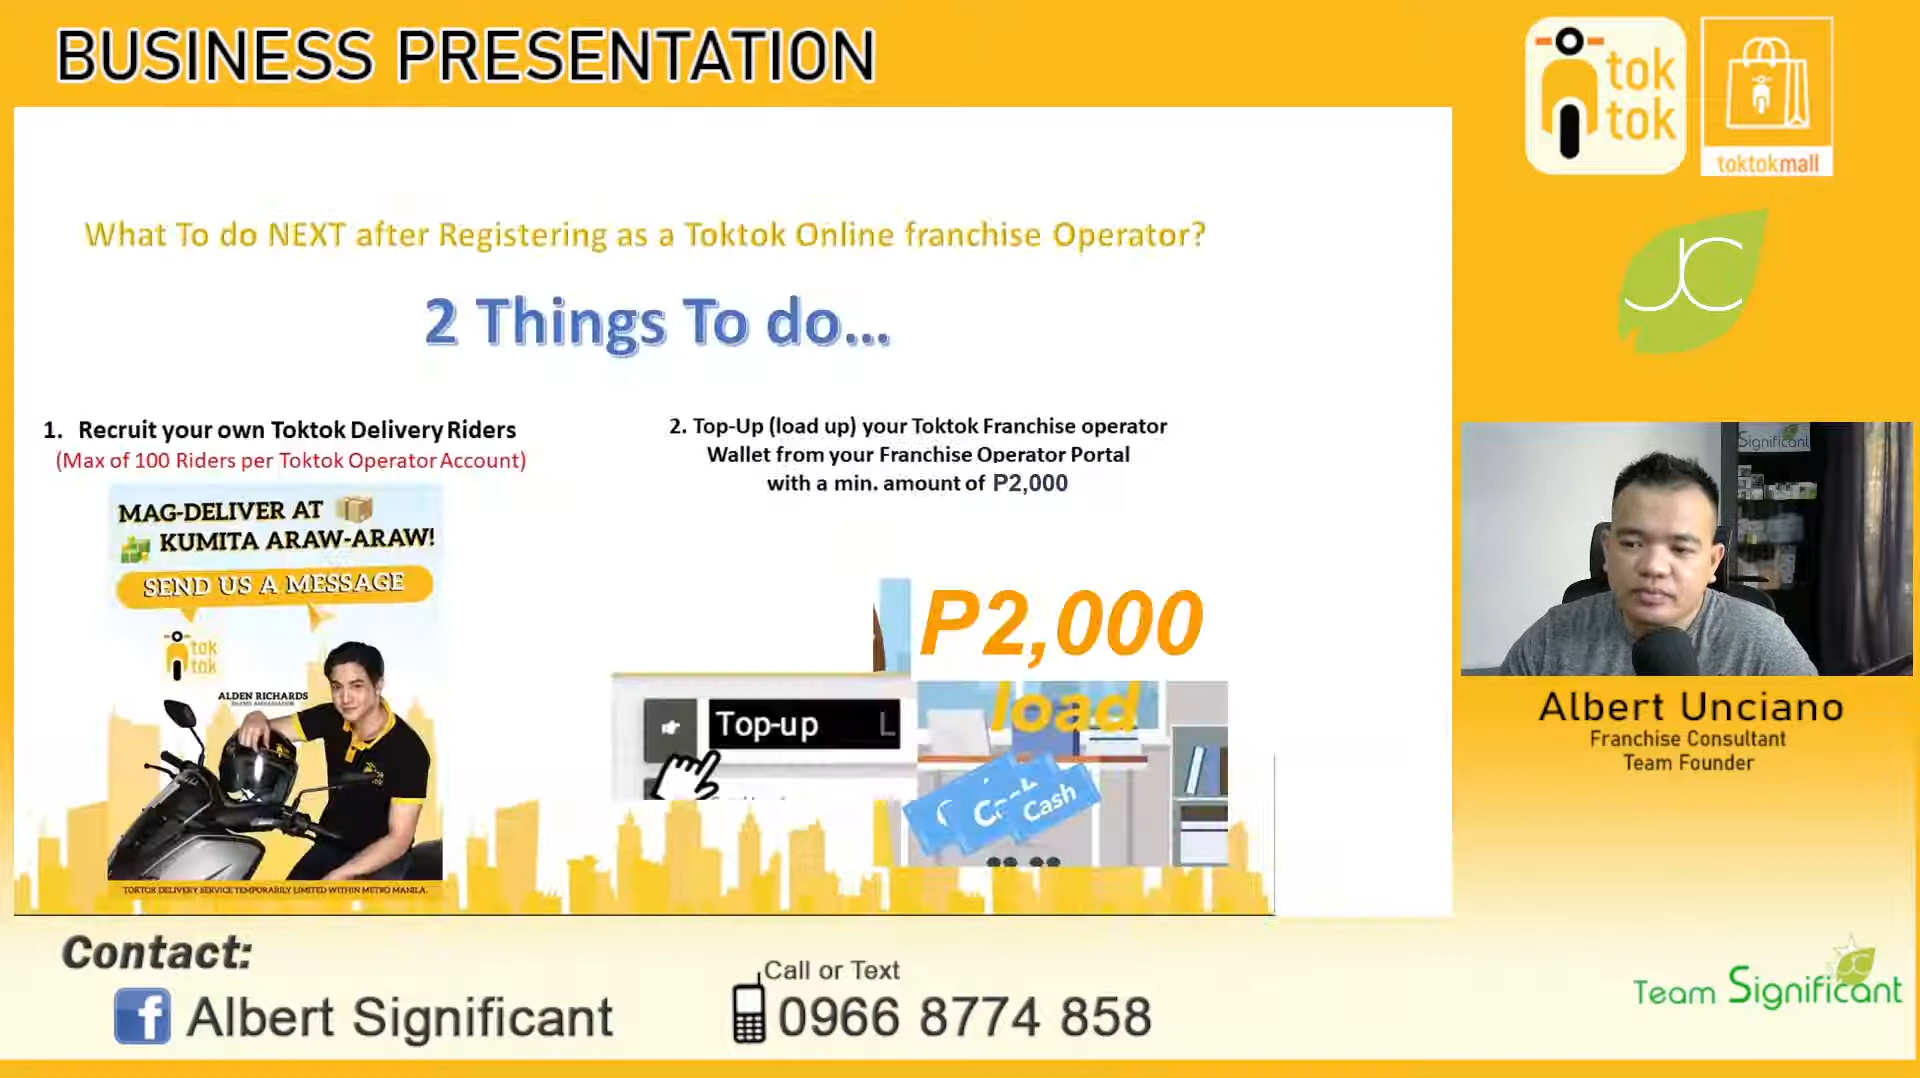 BUSINESS PRESENTATION
tok
tok
toktokmall
JC
What To do NEXT after Registering as a Toktok Online franchise Operator?
2 Things To do...
1. Recruit your own Toktok Delivery Riders
(Max of 100 Riders per Toktok Operator Account)
2. Top-Up (load up) your Toktok Franchise operator
Wallet from your Franchise Operator Portal
with a min. amount of P2,000
MAG-DELIVER AT
KUMITA ARAW-ARAW!
SEND US A MESSAGE
tok
tok
ALDEN RICHARDS
BRAND AMBASSADOR
TOKTOK DELIVERY SERVICE TEMPORARILY LIMITED WITHIN METRO MANILA.
P2,000
load
Top-up L
Cash
Significant
Albert Unciano
Franchise Consultant
Team Founder
Contact:
Albert Significant
Call or Text
0966 8774 858
JC
Team Significant